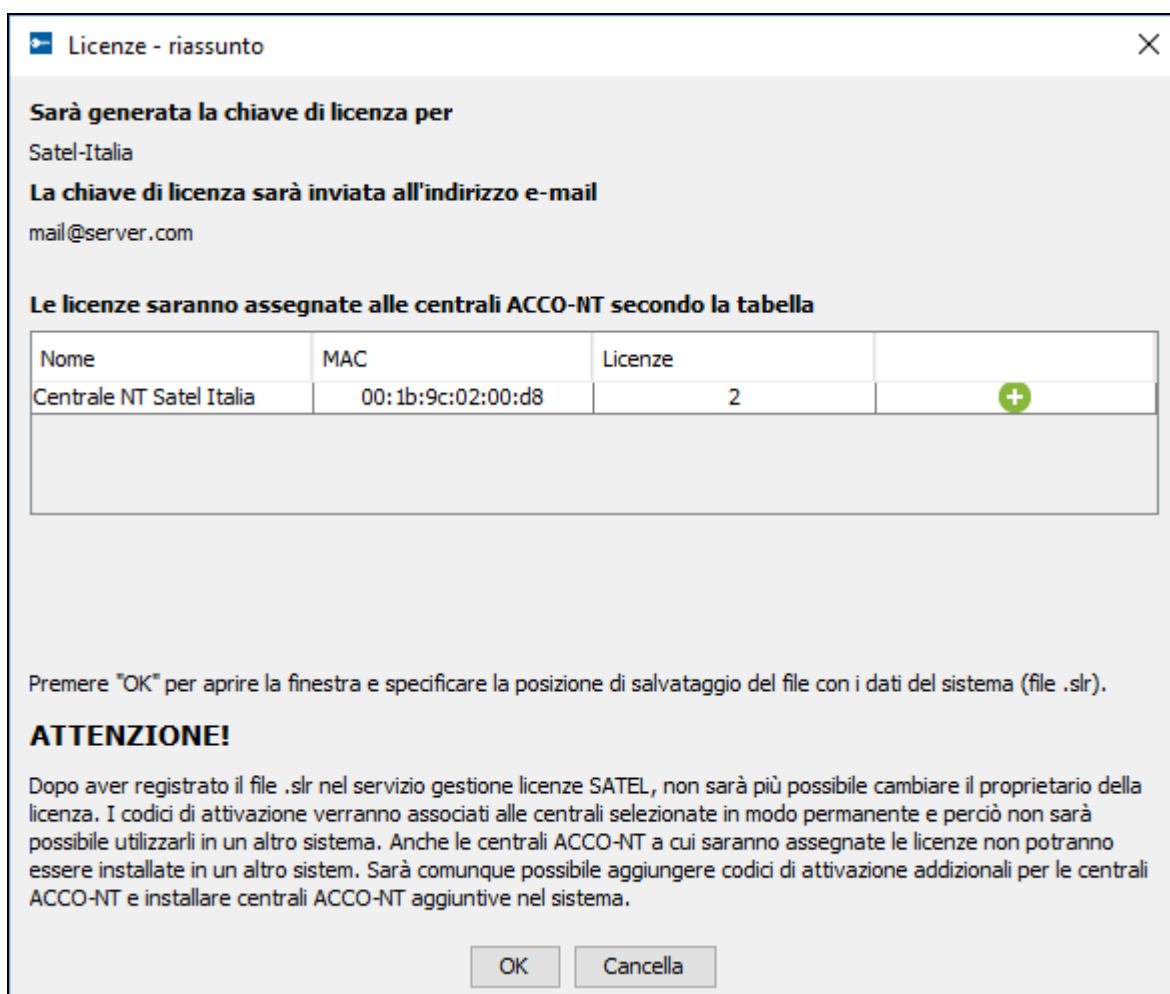 Licenze - riassunto
Sarà generata la chiave di licenza per
Satel-Italia
La chiave di licenza sarà inviata all'indirizzo e-mail
mail@server.com
Le licenze saranno assegnate alle centrali ACCO-NT secondo la tabella
Nome MAC Licenze
Centrale NT Satel Italia 00:1b:9c:02:00:d8 2
Premere "OK" per aprire la finestra e specificare la posizione di salvataggio del file con i dati del sistema (file .slr).
ATTENZIONE!
Dopo aver registrato il file .slr nel servizio gestione licenze SATEL, non sarà più possibile cambiare il proprietario della
licenza. I codici di attivazione verranno associati alle centrali selezionate in modo permanente e perciò non sarà
possibile utilizzarli in un altro sistema. Anche le centrali ACCO-NT a cui saranno assegnate le licenze non potranno
essere installate in un altro sistem. Sarà comunque possibile aggiungere codici di attivazione addizionali per le centrali
ACCO-NT e installare centrali ACCO-NT aggiuntive nel sistema.
OK Cancella